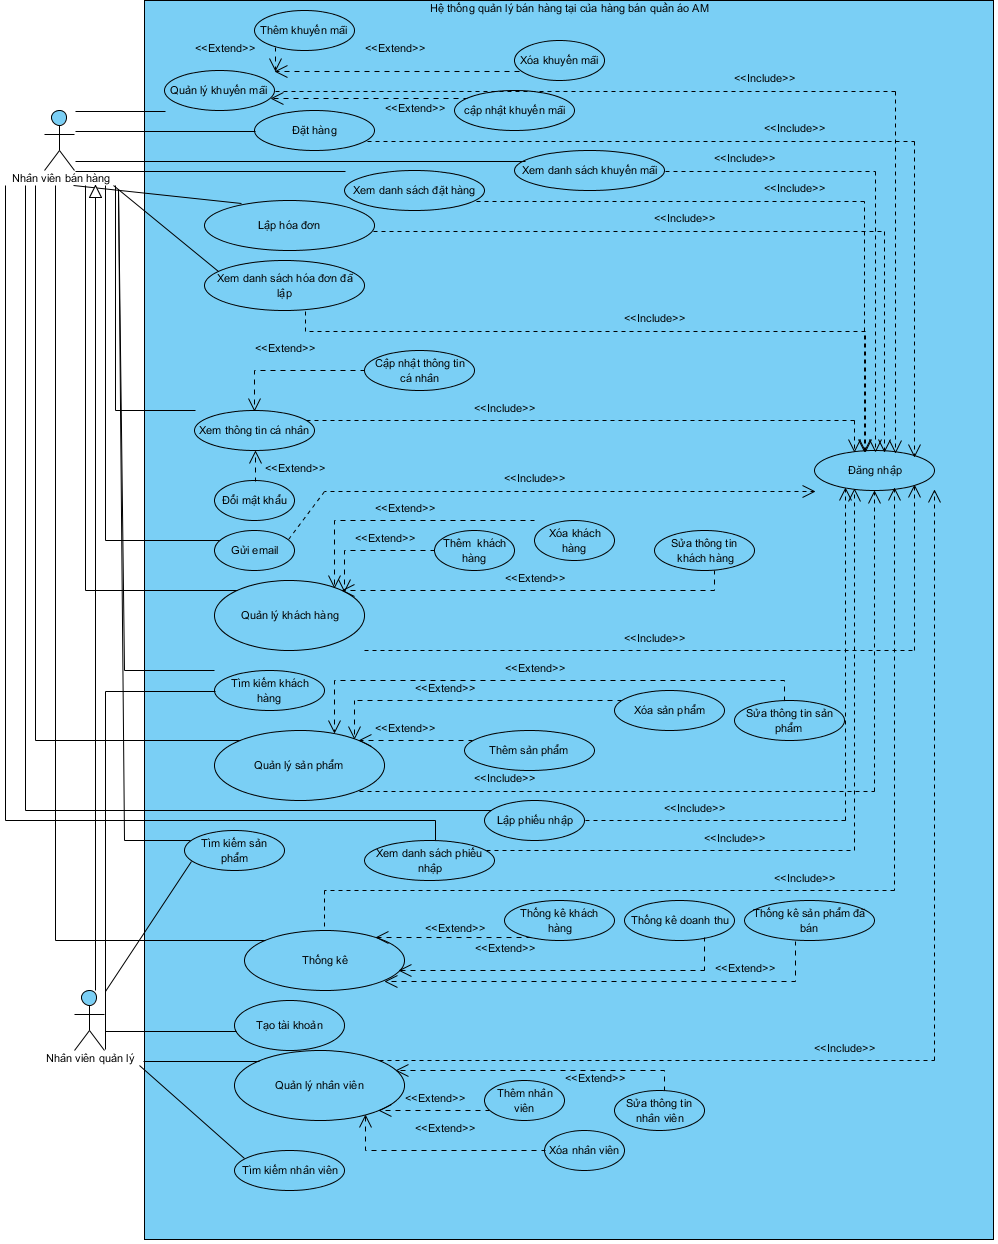 Hệ thống quản lý bán hàng tại của hàng bán quần áo AM
Thêm khuyến mãi
<<Extend>>
<<Extend>>
Xóa khuyến mãi
Quản lý khuyến mãi
<<Include>>
<<Extend>>
cập nhật khuyến mãi
Đặt hàng
<<Include>>
Xem danh sách khuyến mãi
<<Include>>
Nhân viên bán hàng
Xem danh sách đặt hàng
<<Include>>
Lập hóa đơn
<<Include>>
Xem danh sách hóa đơn đã
lập
<<Include>>
<<Extend>>
Cập nhật thông tin
cá nhân
<<Include>>
Xem thông tin cá nhân
<<Extend>>
Đăng nhập
<<Include>>
Đổi mật khẩu
<<Extend>>
Gửi email
<<Extend>>
Thêm khách
hàng
Xóa khách
hàng
Sửa thông tin
khách hàng
<<Extend>>
Quản lý khách hàng
<<Include>>
<<Extend>>
Tìm kiếm khách
hàng
<<Extend>>
Xóa sản phẩm
Sửa thông tin sản
phẩm
<<Extend>>
Thêm sản phẩm
Quản lý sản phẩm
<<Include>>
Lập phiếu nhập
<<Include>>
Tìm kiếm sản
phẩm
Xem danh sách phiếu
nhập
<<Include>>
<<Include>>
Thống kê khách
hàng
Thống kê doanh thu
Thống kê sản phẩm đã
bán
<<Extend>>
<<Extend>>
Thống kê
<<Extend>>
Tạo tài khoản
Nhân viên quản lý
<<Include>>
Quản lý nhân viên
<<Extend>>
<<Extend>>
Thêm nhân
viên
Sửa thông tin
nhân viên
<<Extend>>
Xóa nhân viên
Tìm kiếm nhân viên